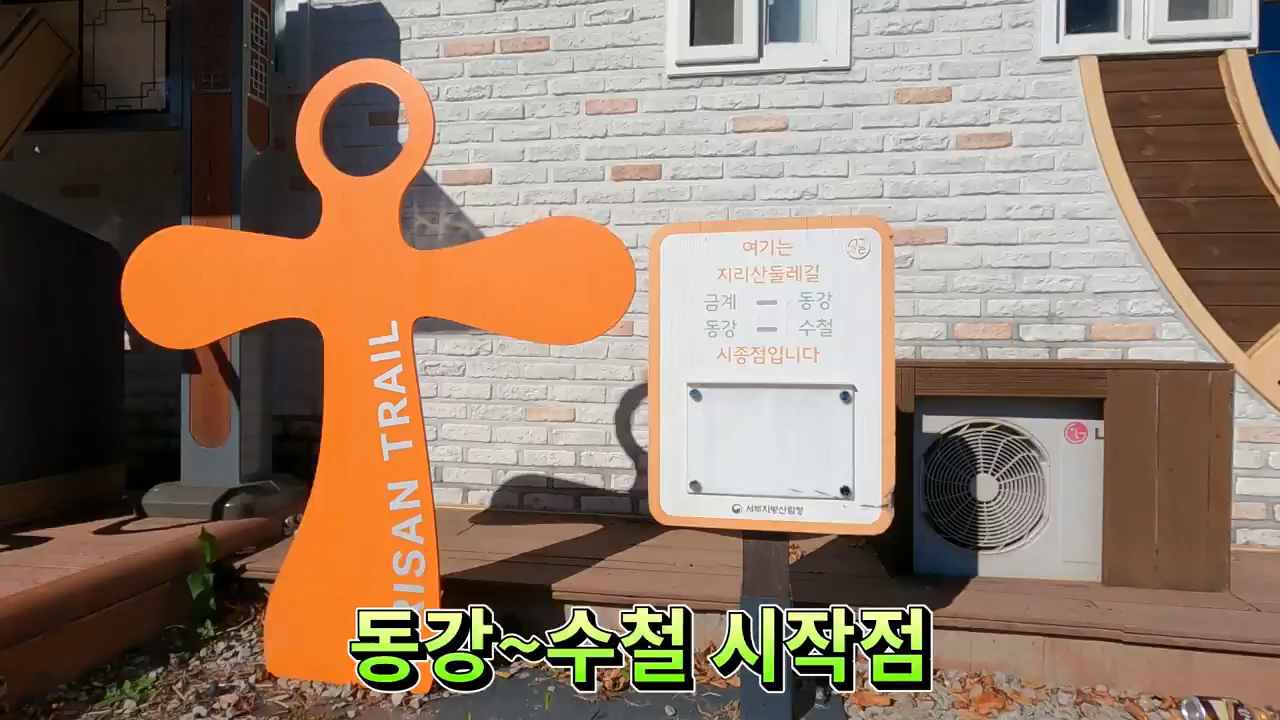 여기는
지리산둘레길
금계 ━ 동강
동강 ━ 수철
시종점입니다
서부지방산림청
RISAN TRAIL
LG
동강~수철 시작점